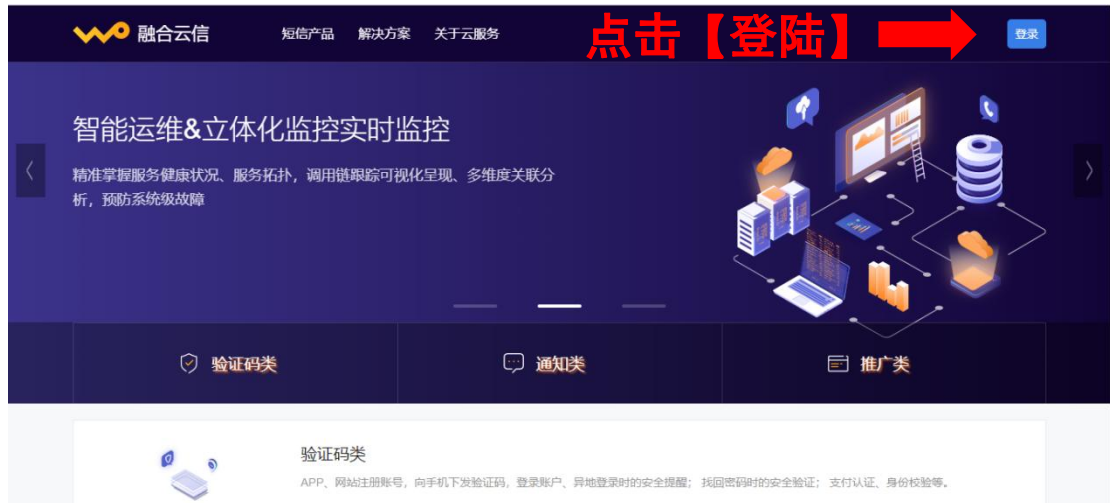 融合云信
短信产品 解决方案 关于云服务
点击【登陆】
登录
智能运维&立体化监控实时监控
精准掌握服务健康状况、服务拓扑，调用链跟踪可视化呈现、多维度关联分
析，预防系统级故障
验证码类
通知类
推广类
验证码类
APP、网站注册账号，向手机下发验证码，登录账户、异地登录时的安全提醒； 找回密码时的安全验证； 支付认证、身份校验等。